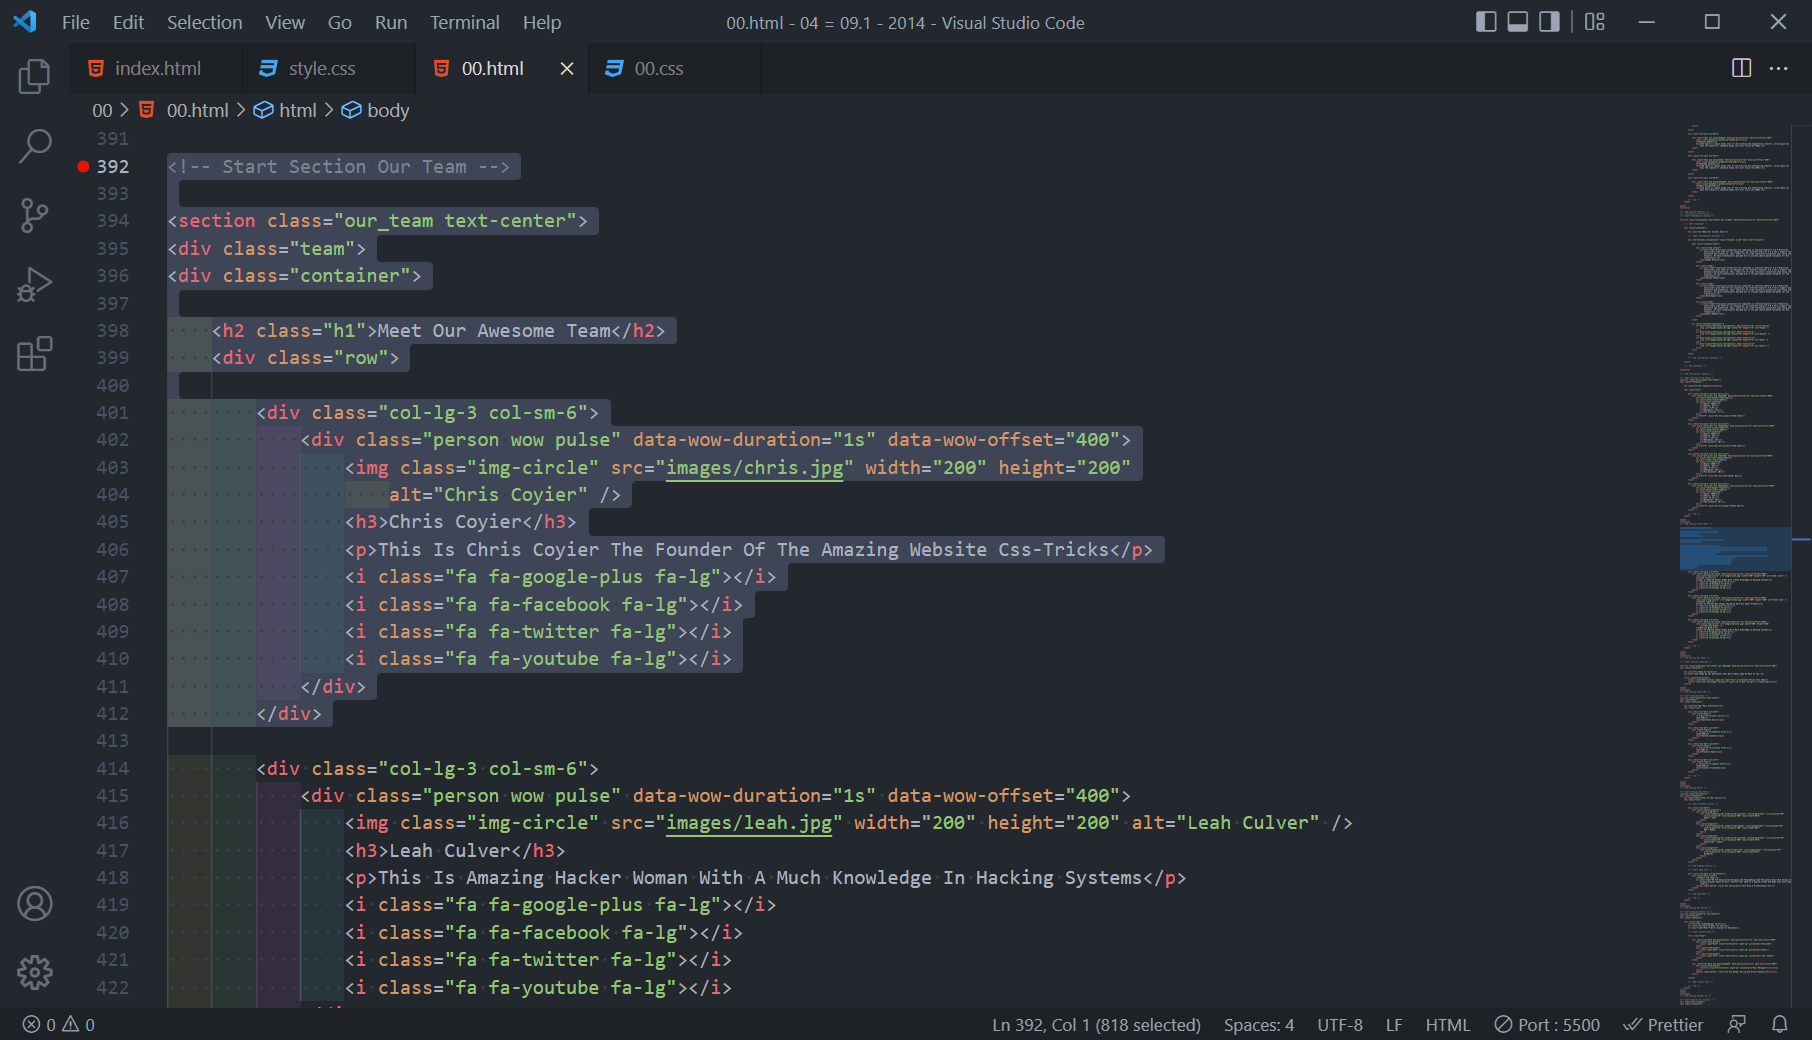 File Edit Selection View Go Run Terminal Help 00.html - 04 = 09.1 - 2014 - Visual Studio Code
index.html style.css 00.html 00.css
00 > 00.html > html > body
391
392 <!-- Start Section Our Team -->
393
394 <section class="our_team text-center">
395 <div class="team">
396 <div class="container">
397
398 <h2 class="h1">Meet Our Awesome Team</h2>
399 <div class="row">
400
401 <div class="col-lg-3 col-sm-6">
402 <div class="person wow pulse" data-wow-duration="1s" data-wow-offset="400">
403 <img class="img-circle" src="images/chris.jpg" width="200" height="200"
404 alt="Chris Coyier" />
405 <h3>Chris Coyier</h3>
406 <p>This Is Chris Coyier The Founder Of The Amazing Website Css-Tricks</p>
407 <i class="fa fa-google-plus fa-lg"></i>
408 <i class="fa fa-facebook fa-lg"></i>
409 <i class="fa fa-twitter fa-lg"></i>
410 <i class="fa fa-youtube fa-lg"></i>
411 </div>
412 </div>
413
414 <div class="col-lg-3 col-sm-6">
415 <div class="person wow pulse" data-wow-duration="1s" data-wow-offset="400">
416 <img class="img-circle" src="images/leah.jpg" width="200" height="200" alt="Leah Culver" />
417 <h3>Leah Culver</h3>
418 <p>This Is Amazing Hacker Woman With A Much Knowledge In Hacking Systems</p>
419 <i class="fa fa-google-plus fa-lg"></i>
420 <i class="fa fa-facebook fa-lg"></i>
421 <i class="fa fa-twitter fa-lg"></i>
422 <i class="fa fa-youtube fa-lg"></i>
0 0 Ln 392, Col 1 (818 selected) Spaces: 4 UTF-8 LF HTML Port : 5500 Prettier